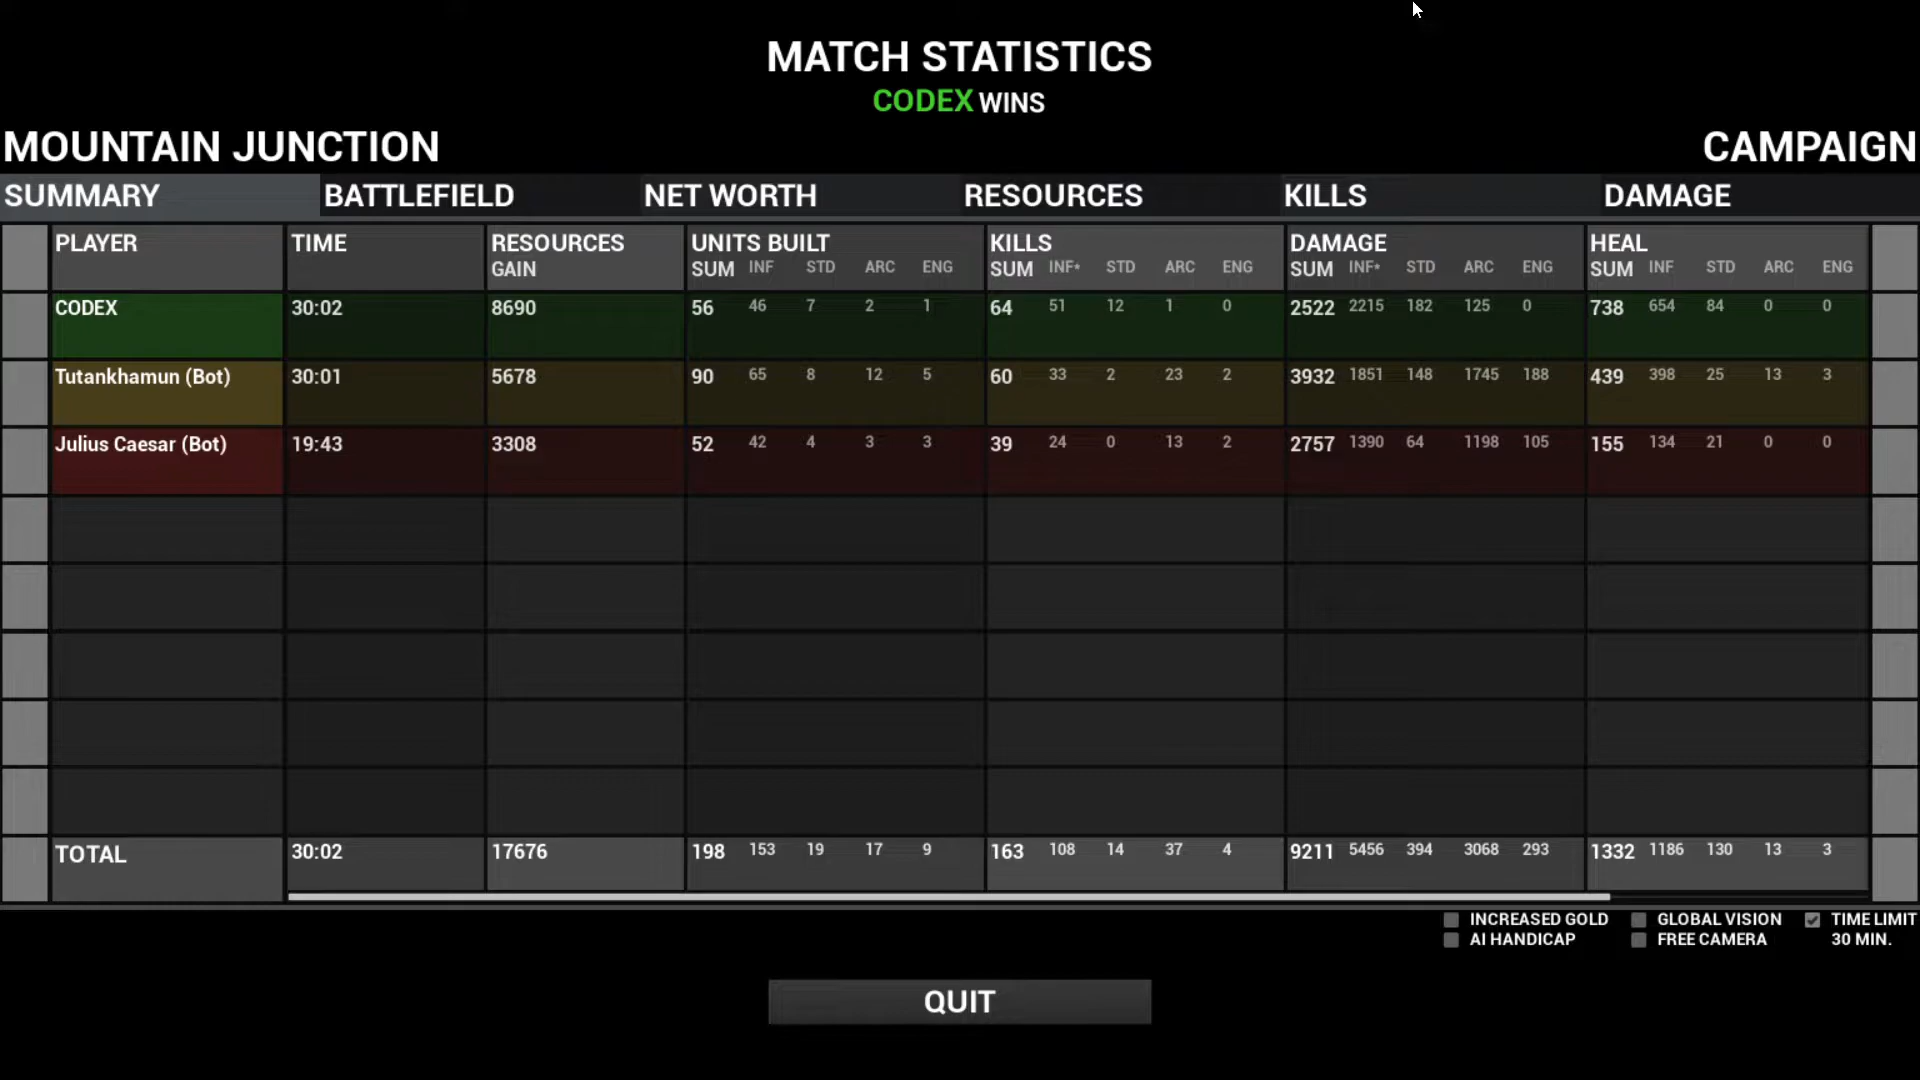 MATCH STATISTICS
CODEX WINS
MOUNTAIN JUNCTION CAMPAIGN
SUMMARY BATTLEFIELD NET WORTH RESOURCES KILLS DAMAGE
PLAYER TIME RESOURCES UNITS BUILT KILLS DAMAGE HEAL
GAIN SUM INF STD ARC ENG SUM INF* STD ARC ENG SUM INF* STD ARC ENG SUM INF STD ARC ENG
CODEX 30:02 8690 56 46 7 2 1 64 51 12 1 0 2522 2215 182 125 0 738 654 84 0 0
Tutankhamun (Bot) 30:01 5678 90 65 8 12 5 60 33 2 23 2 3932 1851 148 1745 188 439 398 25 13 3
Julius Caesar (Bot) 19:43 3308 52 42 4 3 3 39 24 0 13 2 2757 1390 64 1198 105 155 134 21 0 0
TOTAL 30:02 17676 198 153 19 17 9 163 108 14 37 4 9211 5456 394 3068 293 1332 1186 130 13 3
INCREASED GOLD GLOBAL VISION TIME LIMIT
AI HANDICAP FREE CAMERA 30 MIN.
QUIT